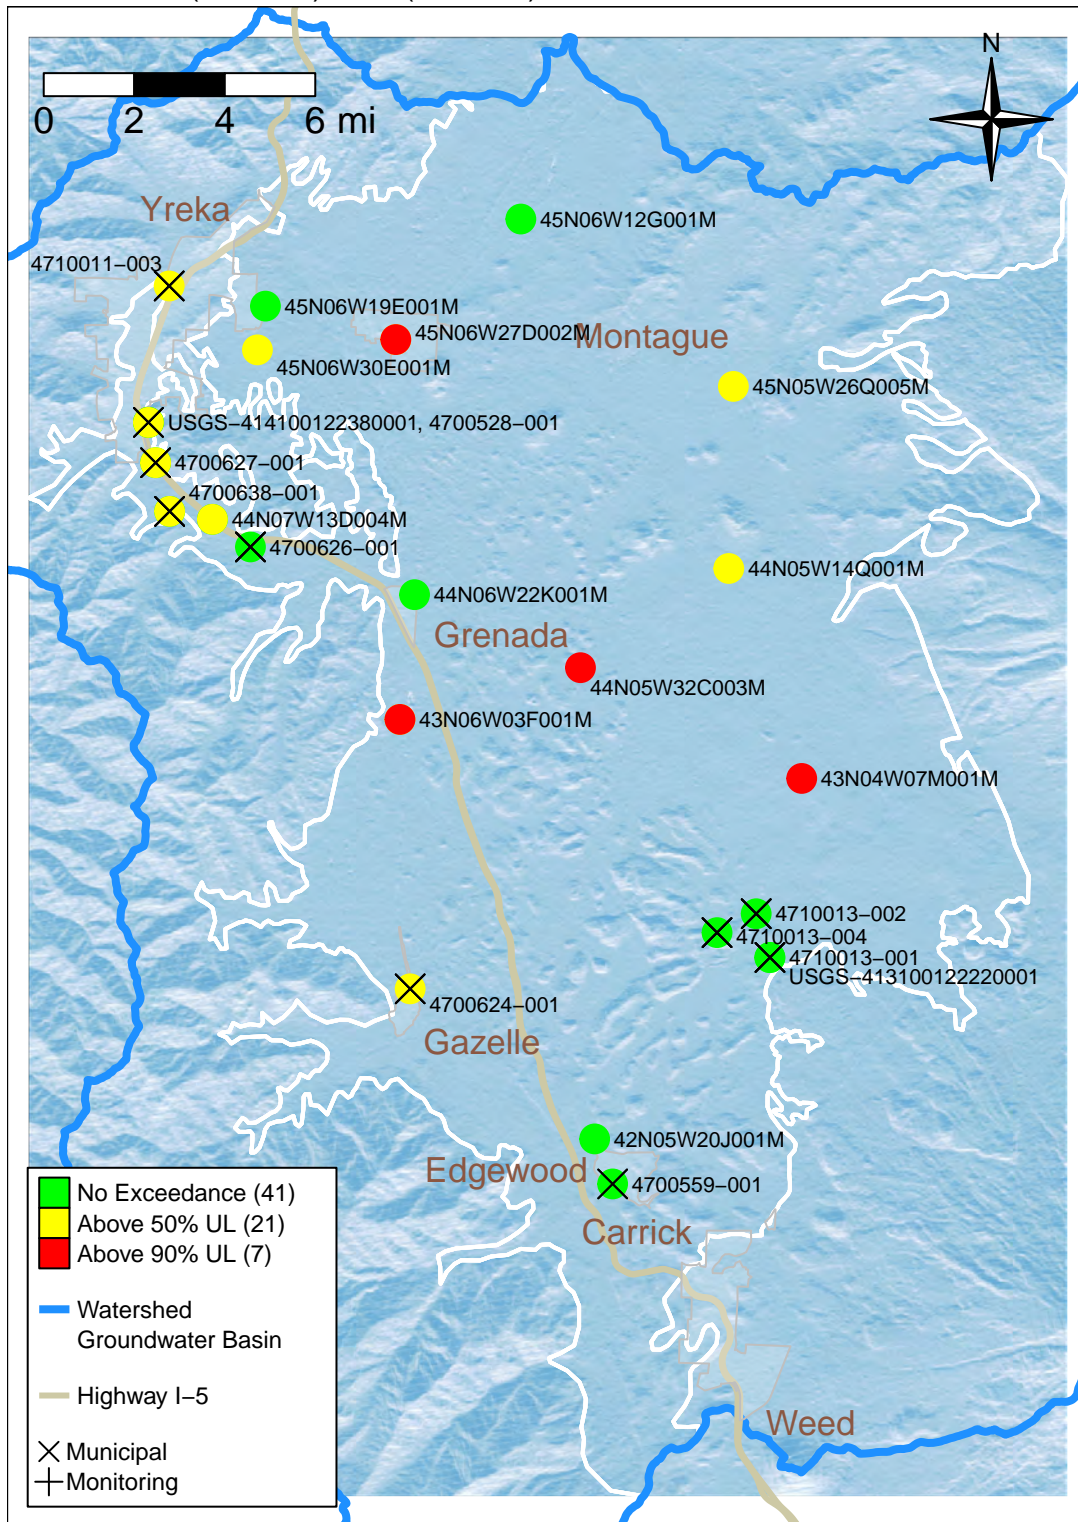 N
0 2 4 6 mi
Yreka
45N06W12G001M
4710011−003
45N06W19E001M
45N06W27D002M
Montague
45N06W30E001M
45N05W26Q005M
USGS−414100122380001, 4700528−001
4700627−001
4700638−001
44N07W13D004M
4700626−001
44N05W14Q001M
44N06W22K001M
Grenada
44N05W32C003M
43N06W03F001M
43N04W07M001M
4710013−002
4710013−004
4710013−001
USGS−413100122220001
4700624−001
Gazelle
42N05W20J001M
Edgewood
4700559−001
Carrick
Weed
No Exceedance (41)
Above 50% UL (21)
Above 90% UL (7)
Watershed
Groundwater Basin
Highway I−5
Municipal
Monitoring